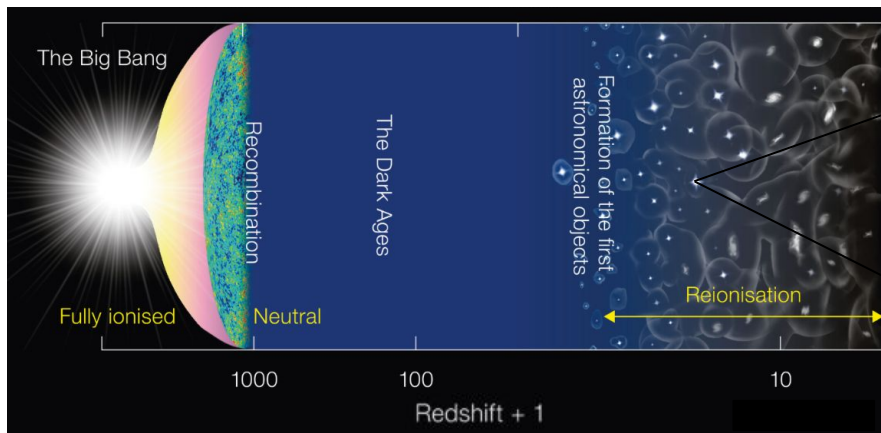 The Big Bang
Recombination
The Dark Ages
Formation of the first
astronomical objects
Fully ionised
Neutral
Reionisation
1000
100
10
Redshift + 1